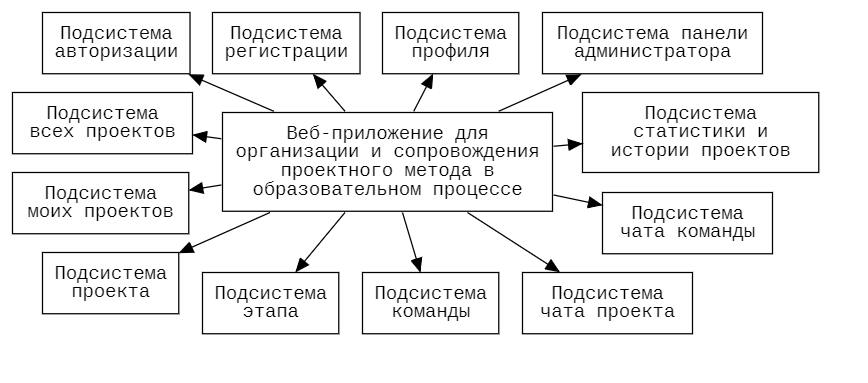 Подсистема
авторизации
Подсистема
регистрации
Подсистема
профиля
Подсистема панели
администратора
Подсистема
всех проектов
Веб-приложение для
организации и сопровождения
проектного метода в
образовательном процессе
Подсистема
статистики и
истории проектов
Подсистема
моих проектов
Подсистема
чата команды
Подсистема
проекта
Подсистема
этапа
Подсистема
команды
Подсистема
чата проекта